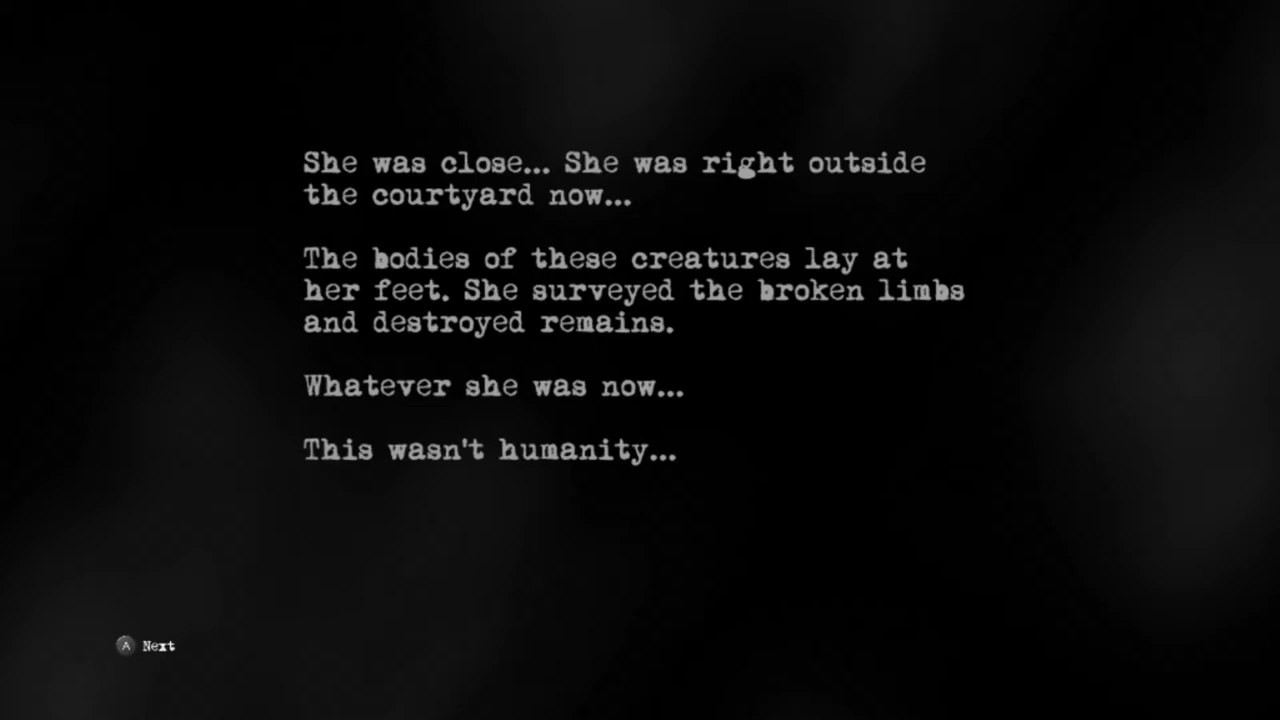 She was close... She was right outside
the courtyard now...
The bodies of these creatures lay at
her feet. She surveyed the broken limbs
and destroyed remains.
Whatever she was now...
This wasn't humanity...
A Next